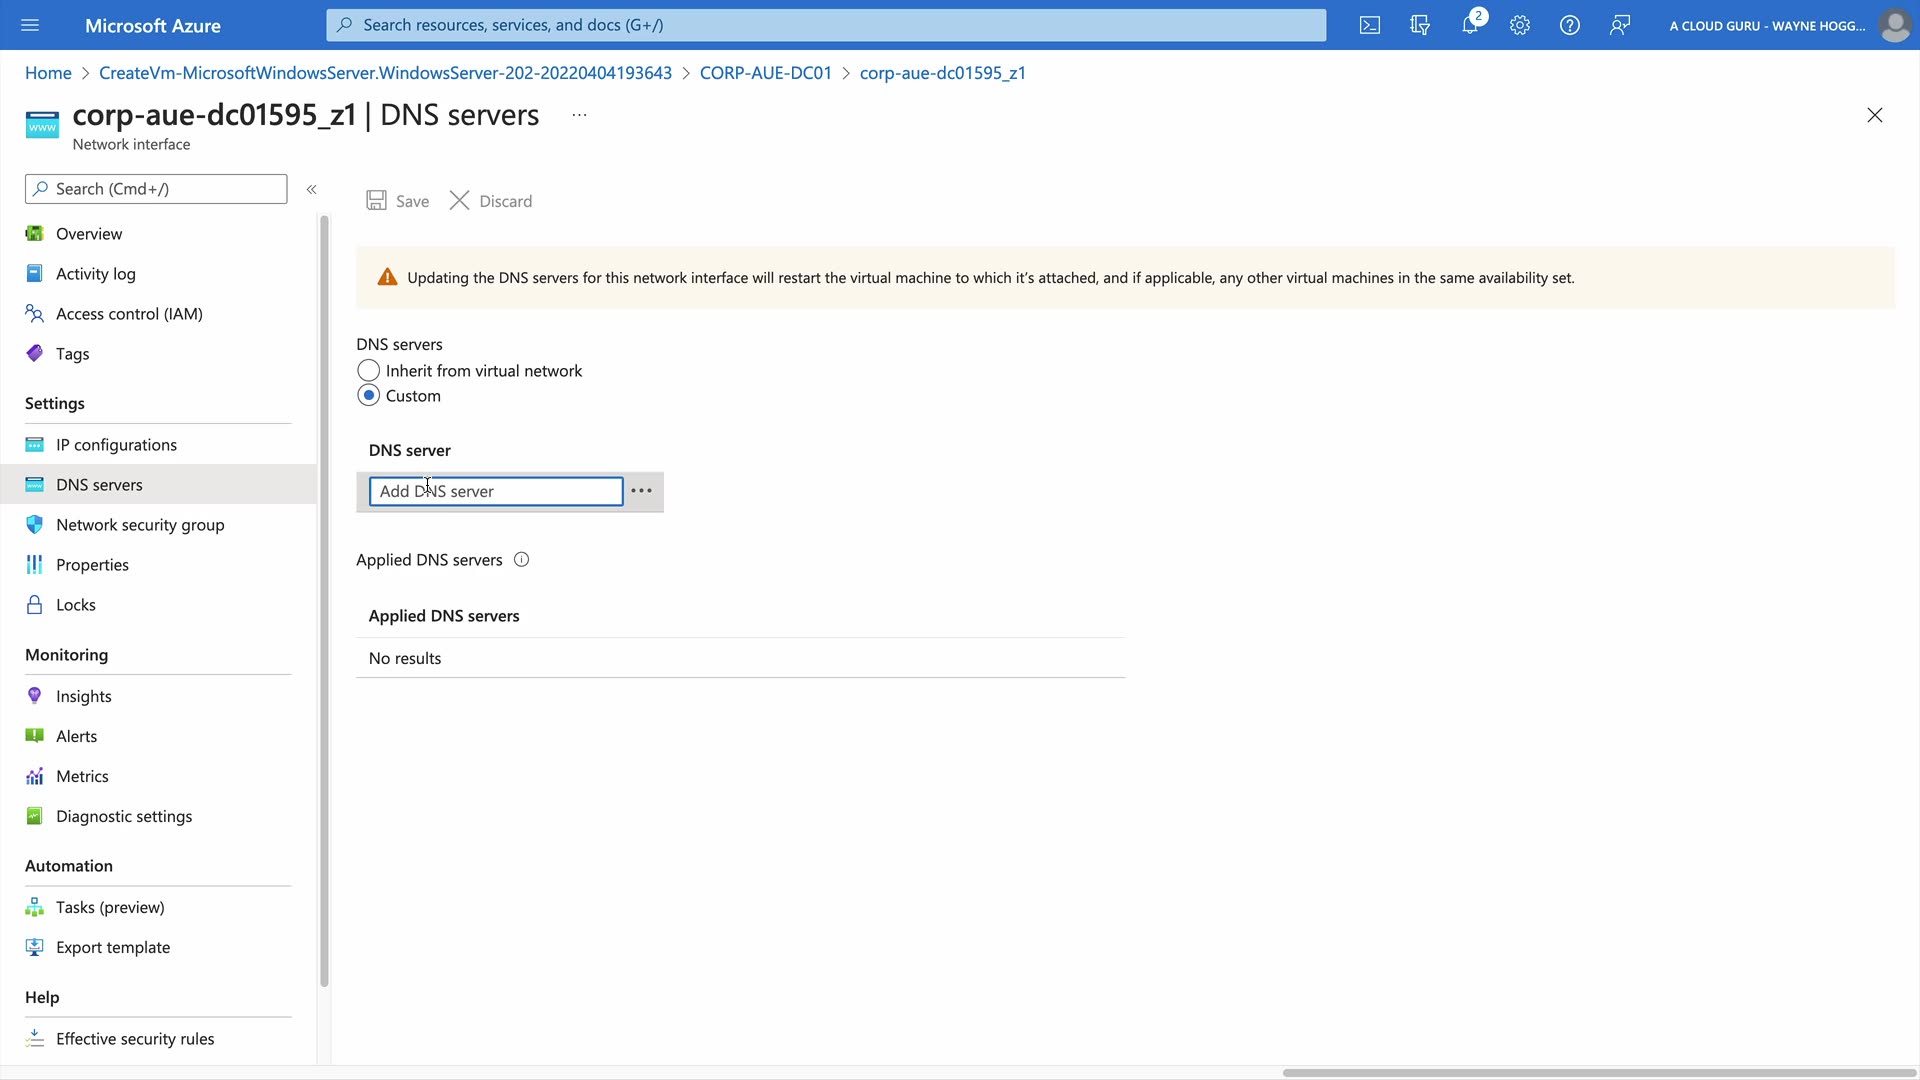 Microsoft Azure
Search resources, services, and docs (G+/)
2
A CLOUD GURU - WAYNE HOGG...
Home > CreateVm-MicrosoftWindowsServer.WindowsServer-202-20220404193643 > CORP-AUE-DC01 > corp-aue-dc01595_z1
www
corp-aue-dc01595_z1 | DNS servers ...
Network interface
Search (Cmd+/)
«
Save
Discard
Overview
Activity log
Access control (IAM)
Tags
Settings
IP configurations
DNS servers
Network security group
Properties
Locks
Monitoring
Insights
Alerts
Metrics
Diagnostic settings
Automation
Tasks (preview)
Export template
Help
Effective security rules
Updating the DNS servers for this network interface will restart the virtual machine to which it's attached, and if applicable, any other virtual machines in the same availability set.
DNS servers
Inherit from virtual network
Custom
DNS server
Add DNS server
Applied DNS servers
Applied DNS servers
No results